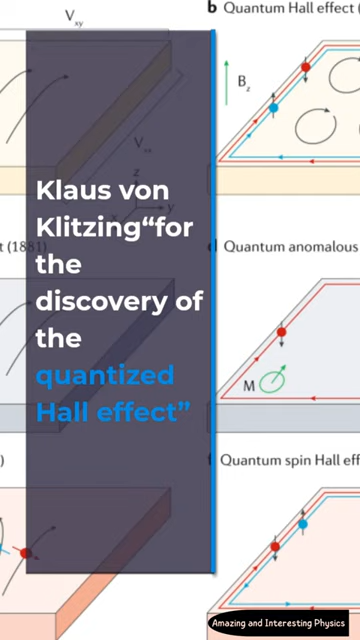 V_xy
b Quantum Hall effect (
B_z
V_xx
z
y
Klaus von
Klitzing“for
the
discovery of
the
quantized
Hall effect”
t (1881)
d Quantum anomalous
M
)
f Quantum spin Hall eff
Amazing and Interesting Physics